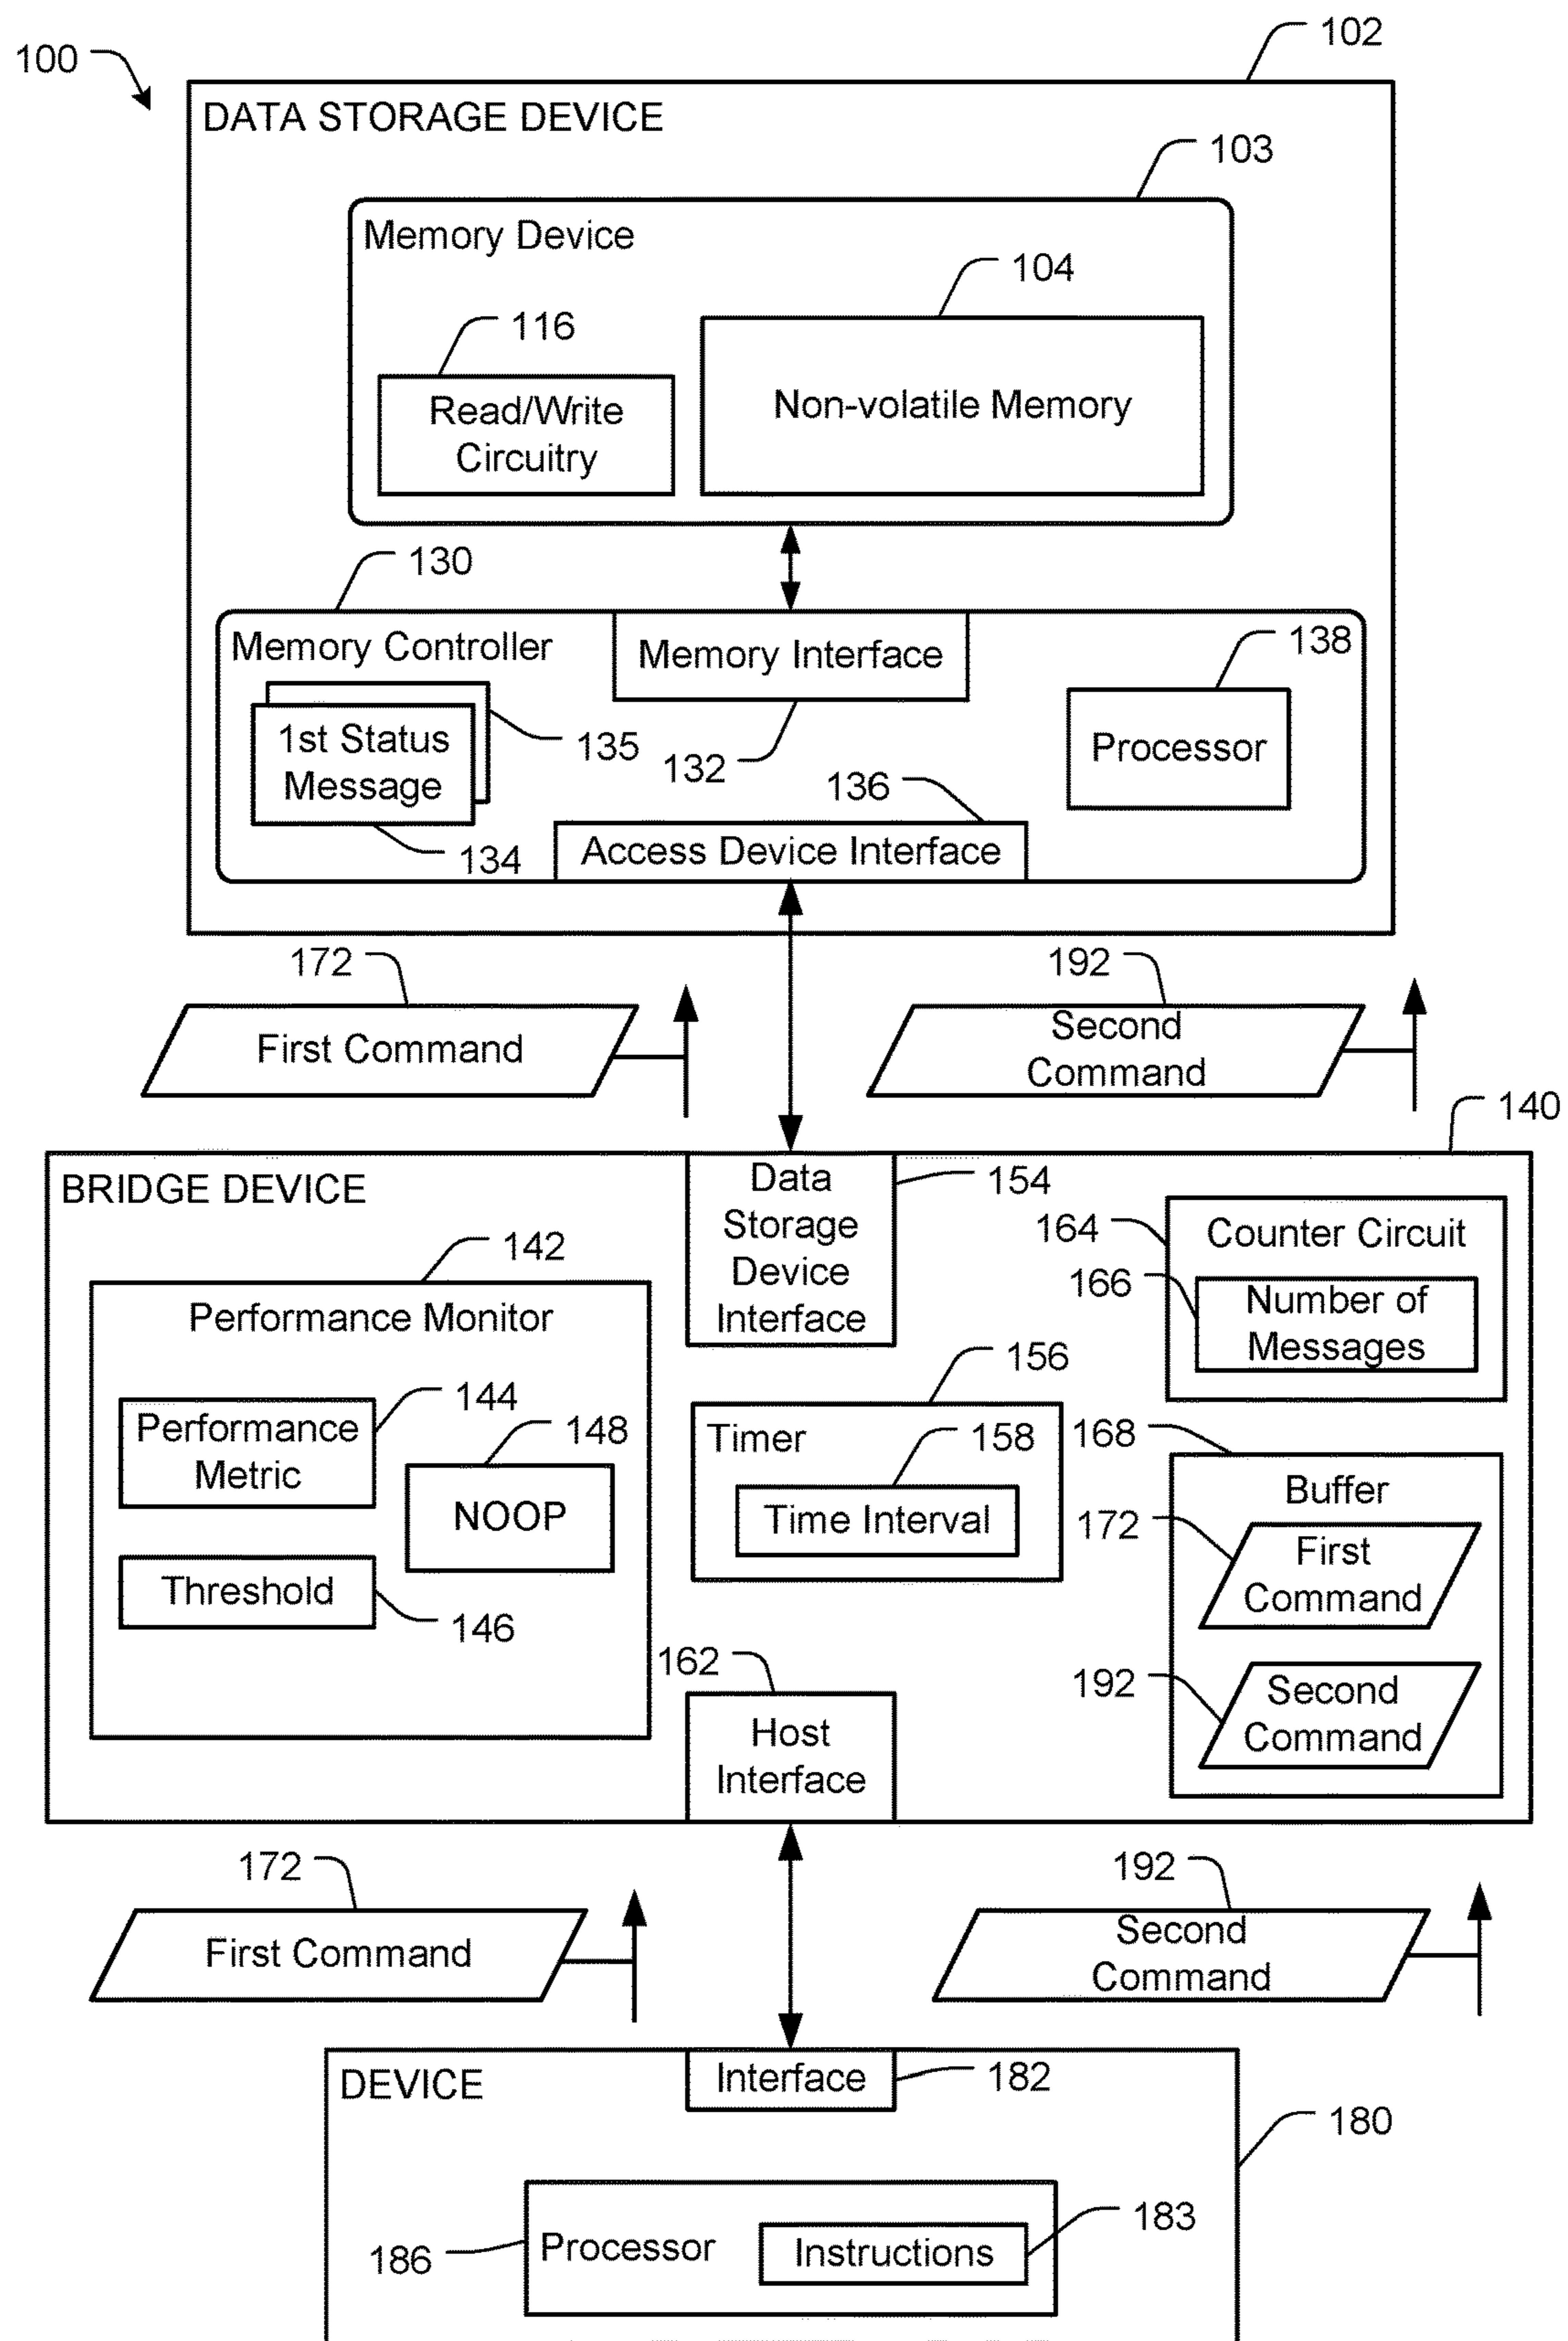 100
102
DATA STORAGE DEVICE
103
Memory Device
104
116
Read/Write
Circuitry
Non-volatile Memory
130
Memory Controller
Memory Interface
138
1st Status
Message
135
132
Processor
136
134
Access Device Interface
172
192
First Command
Second
Command
140
BRIDGE DEVICE
Data
Storage
Device
Interface
154
164
Counter Circuit
142
166
Number of
Messages
Performance Monitor
156
144
Performance
Metric
148
Timer
158
168
NOOP
Time Interval
Buffer
172
First
Command
Threshold
146
162
192
Second
Command
Host
Interface
172
192
First Command
Second
Command
DEVICE
Interface
182
180
183
186
Processor
Instructions